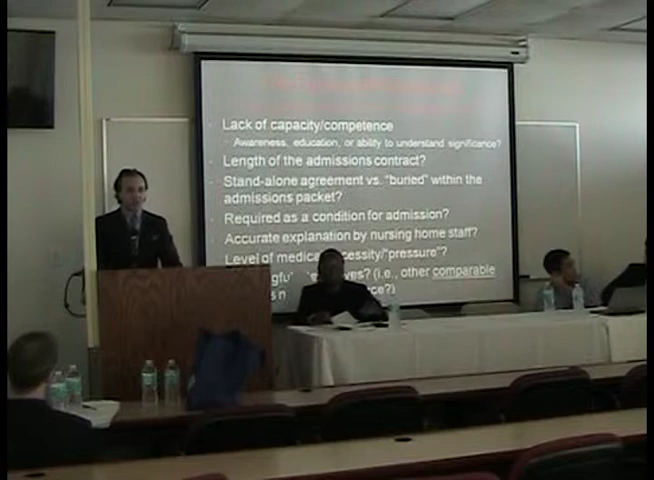 Lack of capacity/competence
Awareness, education, or ability to understand significance?
Length of the admissions contract?
Stand-alone agreement vs. "buried" within the
admissions packet?
Required as a condition for admission?
Accurate explanation by nursing home staff?
Level of medical necessity/"pressure"?
(i.e., other comparable